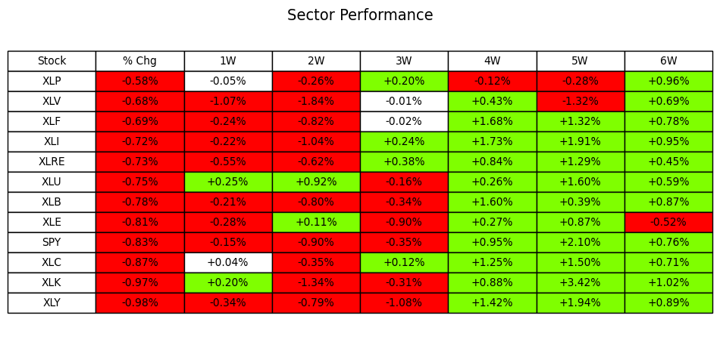 Sector Performance
Stock % Chg 1W 2W 3W 4W 5W 6W
XLP -0.58% -0.05% -0.26% +0.20% -0.12% -0.28% +0.96%
XLV -0.68% -1.07% -1.84% -0.01% +0.43% -1.32% +0.69%
XLF -0.69% -0.24% -0.82% -0.02% +1.68% +1.32% +0.78%
XLI -0.72% -0.22% -1.04% +0.24% +1.73% +1.91% +0.95%
XLRE -0.73% -0.55% -0.62% +0.38% +0.84% +1.29% +0.45%
XLU -0.75% +0.25% +0.92% -0.16% +0.26% +1.60% +0.59%
XLB -0.78% -0.21% -0.80% -0.34% +1.60% +0.39% +0.87%
XLE -0.81% -0.28% +0.11% -0.90% +0.27% +0.87% -0.52%
SPY -0.83% -0.15% -0.90% -0.35% +0.95% +2.10% +0.76%
XLC -0.87% +0.04% -0.35% +0.12% +1.25% +1.50% +0.71%
XLK -0.97% +0.20% -1.34% -0.31% +0.88% +3.42% +1.02%
XLY -0.98% -0.34% -0.79% -1.08% +1.42% +1.94% +0.89%